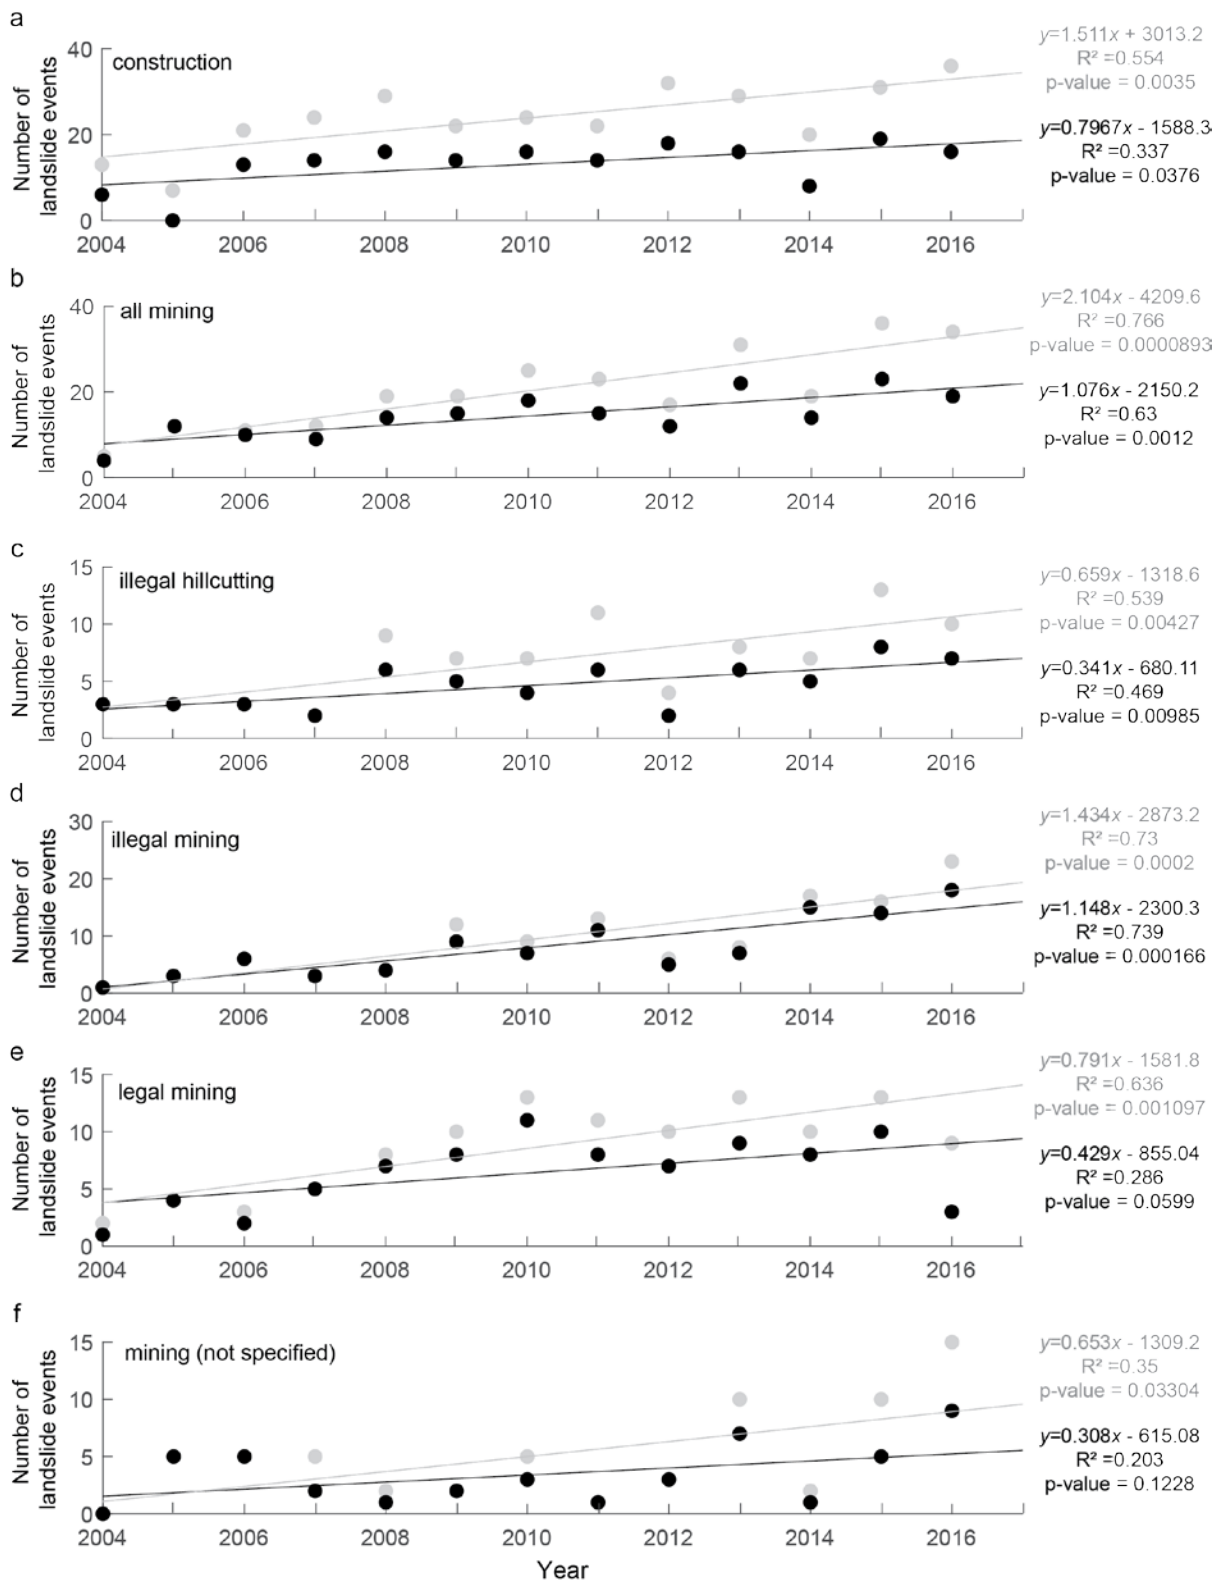 a
40
20
0
Number of
landslide events
construction
y=1.511x + 3013.2
R² =0.554
p-value = 0.0035
y=0.7967x - 1588.3
R² =0.337
p-value = 0.0376
2004 2006 2008 2010 2012 2014 2016
b
40
20
0
Number of
landslide events
all mining
y=2.104x - 4209.6
R² =0.766
p-value = 0.0000893
y=1.076x - 2150.2
R² =0.63
p-value = 0.0012
2004 2006 2008 2010 2012 2014 2016
c
15
10
5
0
Number of
landslide events
illegal hillcutting
y=0.659x - 1318.6
R² =0.539
p-value = 0.00427
y=0.341x - 680.11
R² =0.469
p-value = 0.00985
2004 2006 2008 2010 2012 2014 2016
d
30
20
10
0
Number of
landslide events
illegal mining
y=1.434x - 2873.2
R² =0.73
p-value = 0.0002
y=1.148x - 2300.3
R² =0.739
p-value = 0.000166
2004 2006 2008 2010 2012 2014 2016
e
15
10
5
0
Number of
landslide events
legal mining
y=0.791x - 1581.8
R² =0.636
p-value = 0.001097
y=0.429x - 855.04
R² =0.286
p-value = 0.0599
2004 2006 2008 2010 2012 2014 2016
f
15
10
5
0
Number of
landslide events
mining (not specified)
y=0.653x - 1309.2
R² =0.35
p-value = 0.03304
y=0.308x - 615.08
R² =0.203
p-value = 0.1228
2004 2006 2008 2010 2012 2014 2016
Year